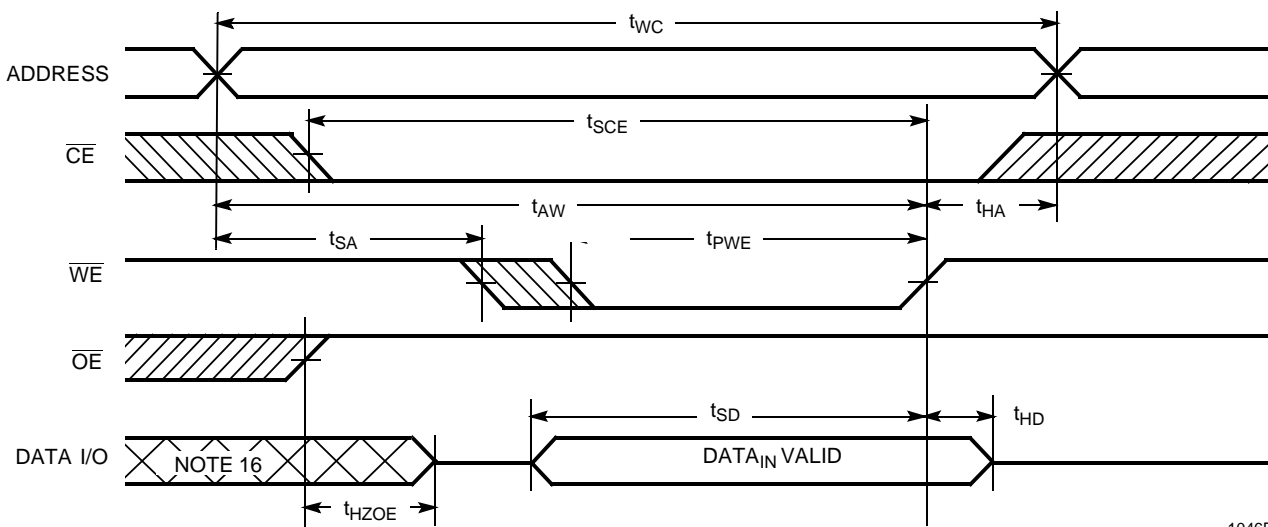 tWC
ADDRESS
tSCE
CE
tAW
tHA
tSA
tPWE
WE
OE
tSD
tHD
DATA I/O
NOTE 16
DATAIN VALID
tHZOE